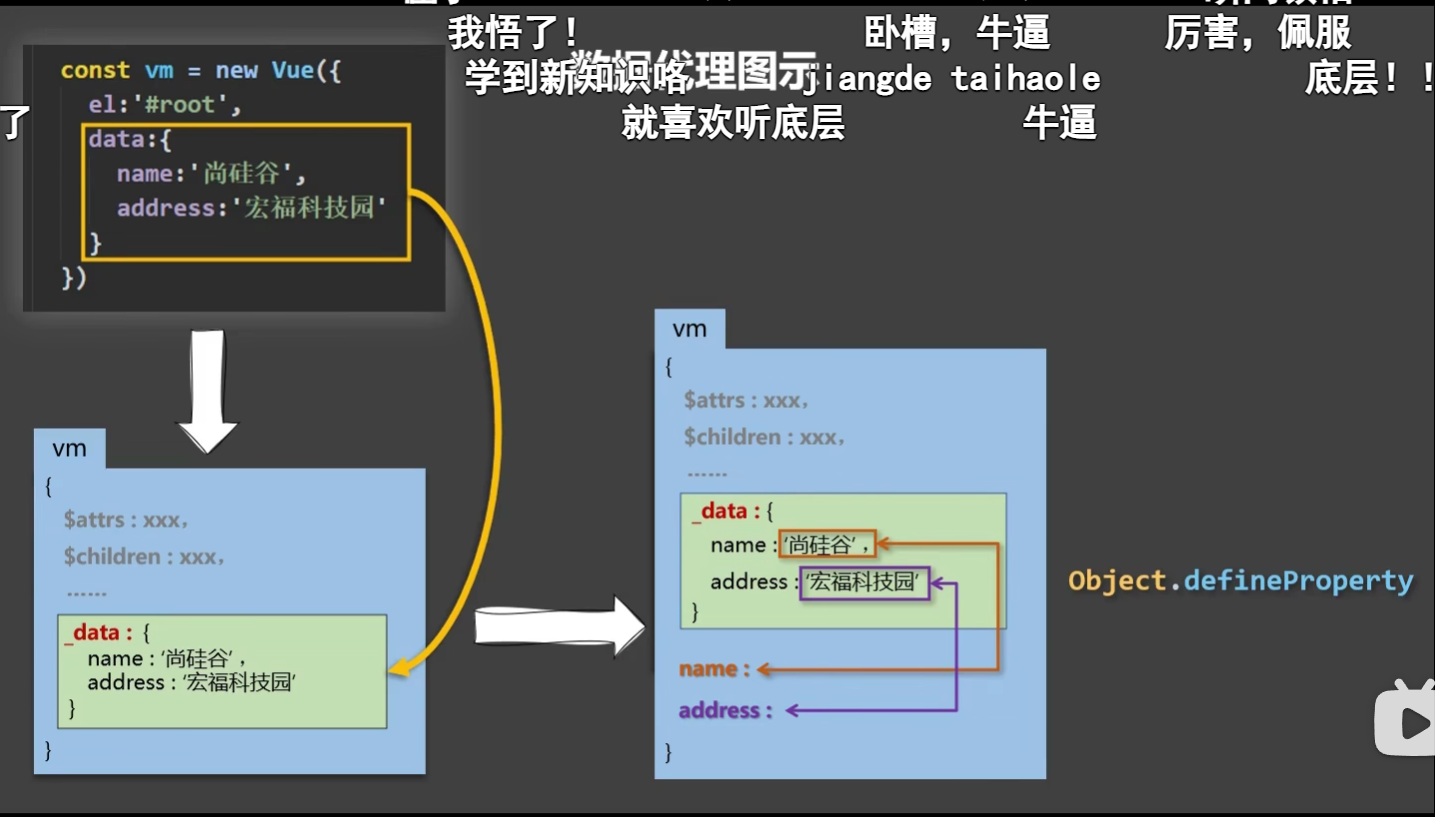 我悟了！
卧槽，牛逼
厉害，佩服
数据代理图示
学到新知识咯
jiangde taihaole
底层！！
了
就喜欢听底层
牛逼
const vm = new Vue({
el:'#root',
data:{
name:'尚硅谷',
address:'宏福科技园'
}
})
vm
{
$attrs : xxx，
$children : xxx，
……
_data : {
name : '尚硅谷'，
address : '宏福科技园'
}
}
vm
{
$attrs : xxx，
$children : xxx，
……
_data : {
name : '尚硅谷'，
address : '宏福科技园'
}
name :
address :
}
Object.defineProperty